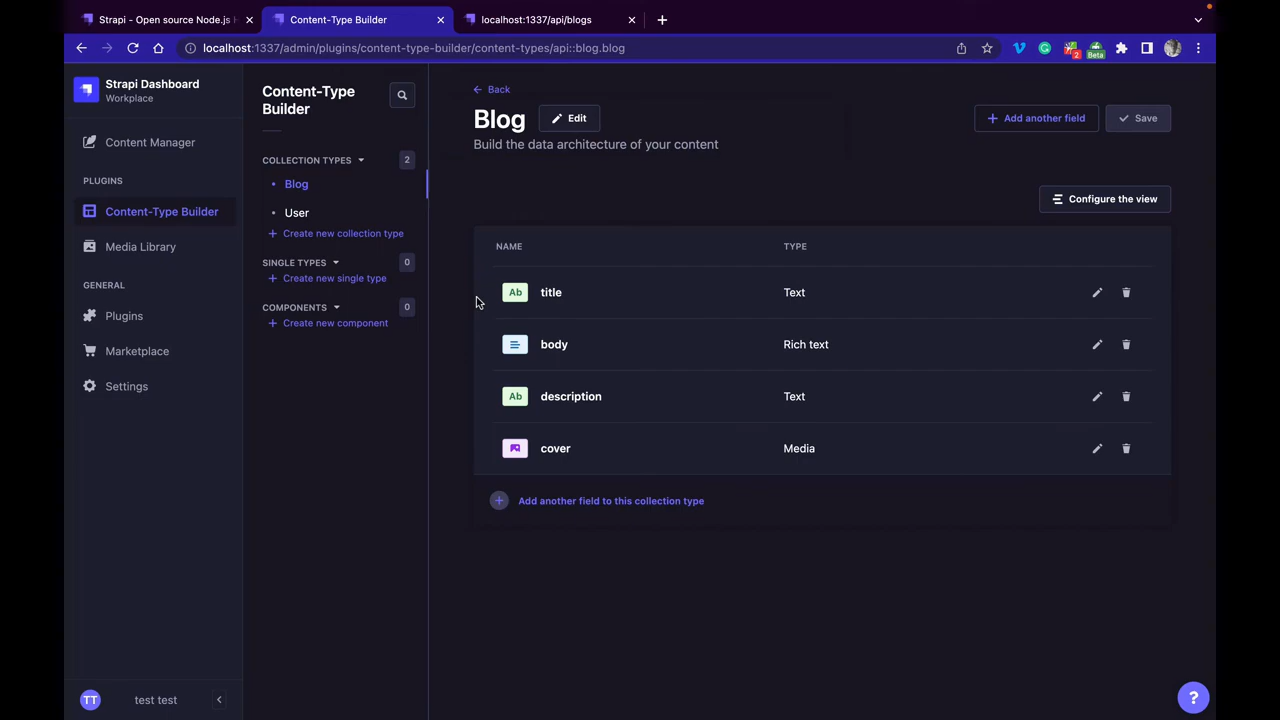 Strapi - Open source Node.js H
Content-Type Builder
localhost:1337/api/blogs
localhost:1337/admin/plugins/content-type-builder/content-types/api::blog.blog
2
Beta
Strapi Dashboard
Workplace
Content Manager
PLUGINS
Content-Type Builder
Media Library
GENERAL
Plugins
Marketplace
Settings
TT
test test
Content-Type
Builder
COLLECTION TYPES
2
Blog
User
Create new collection type
SINGLE TYPES
0
Create new single type
COMPONENTS
0
Create new component
Back
Blog
Edit
Add another field
Save
Build the data architecture of your content
Configure the view
NAME
TYPE
Ab
title
Text
body
Rich text
Ab
description
Text
cover
Media
Add another field to this collection type
?